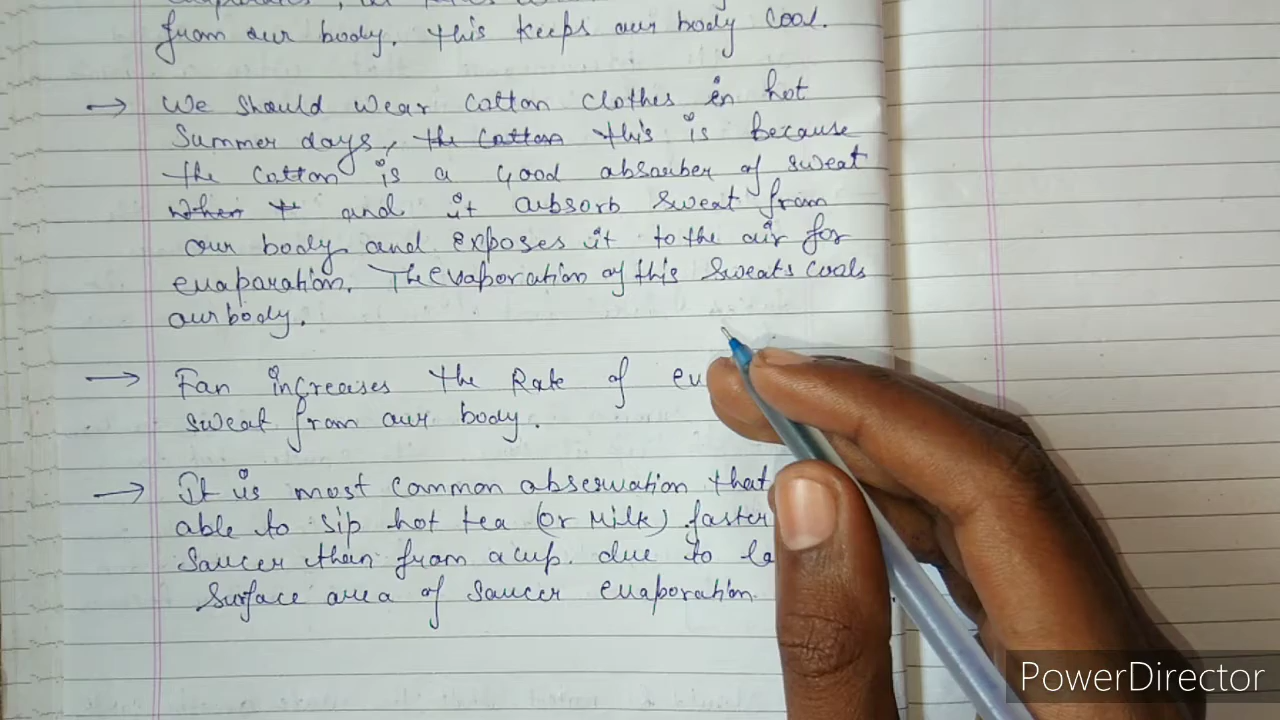 from our body. This keeps our body cool.
→ We should wear cotton clothes in hot
Summer days, the cotton this is because
the cotton is a good absorber of sweat
when and it absorb sweat from
our body and exposes it to the air for
evaporation. The evaporation of this sweats cools
our body.
→ Fan increases the Rate of ev
sweat from our body.
→ It is most common observation that
able to sip hot tea (or Milk) faster
Saucer than from a cup. due to la
Surface area of saucer evaporation.
PowerDirector